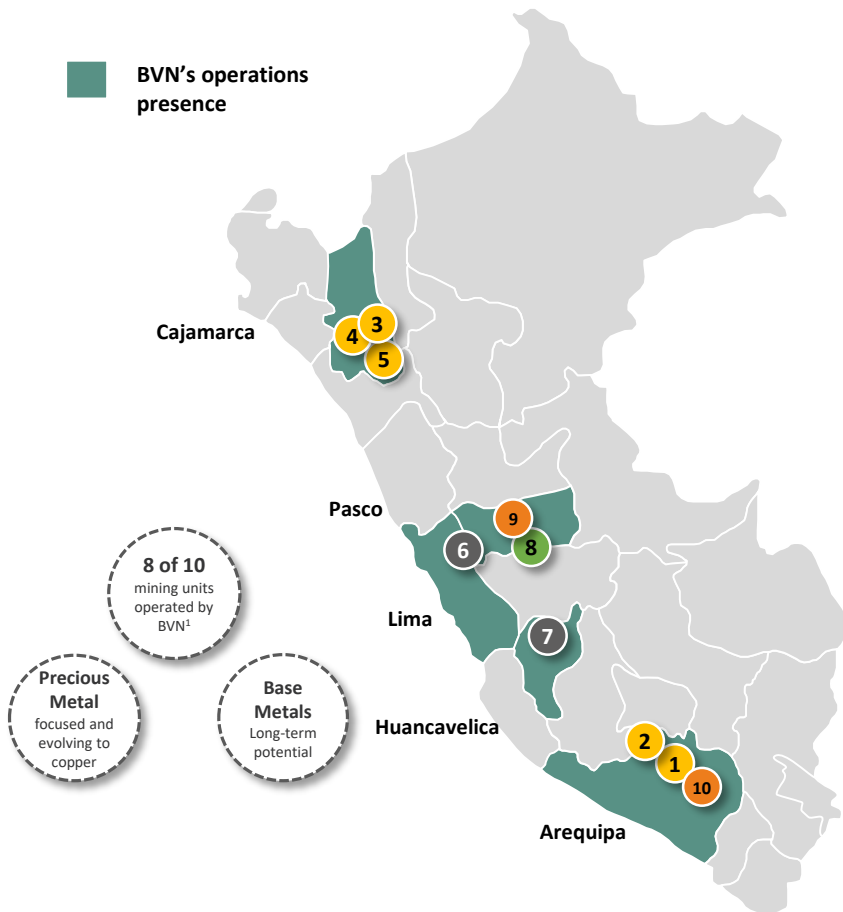 BVN's operations
presence
Cajamarca
3
4
5
Pasco
9
8
6
8 of 10
mining units
operated by
BVN1
Lima
7
Precious
Metal
focused and
evolving to
copper
Base
Metals
Long-term
potential
Huancavelica
2
1
10
Arequipa